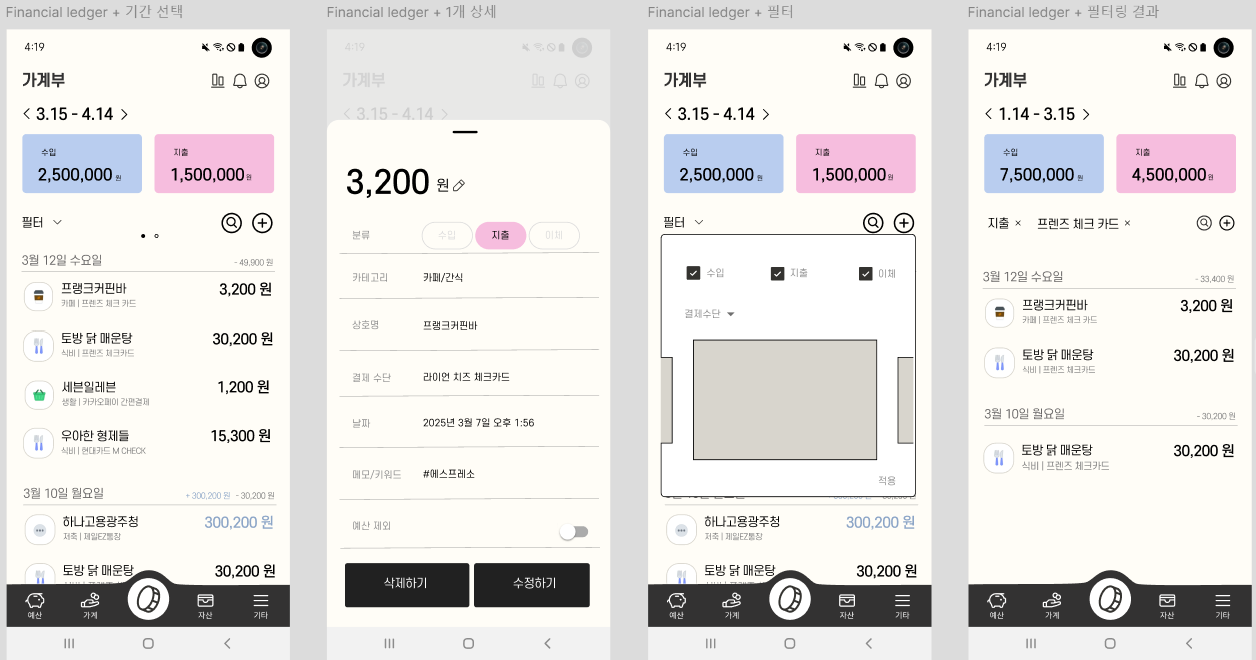 Financial ledger + 기간 선택
4:19
가계부
3.15 - 4.14
수입
2,500,000 원
지출
1,500,000 원
필터
3월 12일 수요일
- 49,900 원
프랭크커핀바
3,200 원
카페 | 프렌즈 체크 카드
토방 닭 매운탕
30,200 원
식비 | 프렌즈 체크카드
세븐일레븐
1,200 원
생활 | 카카오페이 간편결제
우아한 형제들
15,300 원
식비 | 현대카드 M CHECK
3월 10일 월요일
+ 300,200 원 - 30,200 원
하나고용광주청
300,200 원
저축 | 제일EZ통장
토방 닭 매운탕
30,200 원
예산
가계
자산
기타
Financial ledger + 1개 상세
4:19
가계부
3.15 - 4.14
3,200 원
분류
수입
지출
이체
카테고리
카페/간식
상호명
프랭크커핀바
결제 수단
라이언 치즈 체크카드
날짜
2025년 3월 7일 오후 1:56
메모/키워드
#에스프레소
예산 제외
삭제하기
수정하기
Financial ledger + 필터
4:19
가계부
3.15 - 4.14
수입
2,500,000 원
지출
1,500,000 원
필터
수입
지출
이체
결제수단
적용
하나고용광주청
300,200 원
저축 | 제일EZ통장
토방 닭 매운탕
30,200 원
예산
가계
자산
기타
Financial ledger + 필터링 결과
4:19
가계부
1.14 - 3.15
수입
7,500,000 원
지출
4,500,000 원
지출 ×
프렌즈 체크 카드 ×
3월 12일 수요일
- 33,400 원
프랭크커핀바
3,200 원
카페 | 프렌즈 체크 카드
토방 닭 매운탕
30,200 원
식비 | 프렌즈 체크카드
3월 10일 월요일
- 30,200 원
토방 닭 매운탕
30,200 원
식비 | 프렌즈 체크카드
예산
가계
자산
기타